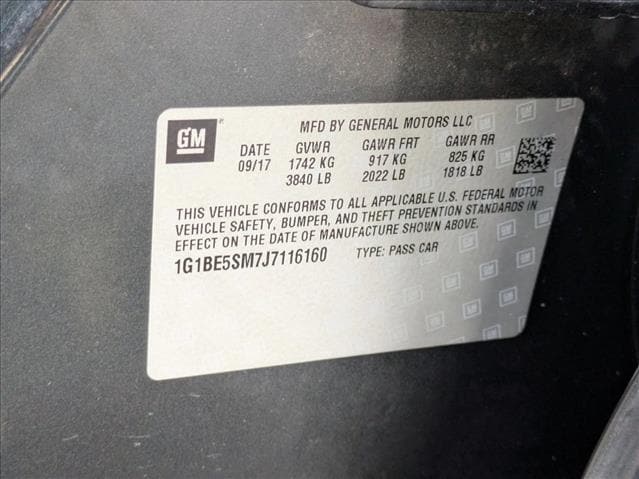 GM
MFD BY GENERAL MOTORS LLC
DATE GVWR GAWR FRT GAWR RR
09/17 1742 KG 917 KG 825 KG
3840 LB 2022 LB 1818 LB
THIS VEHICLE CONFORMS TO ALL APPLICABLE U.S. FEDERAL MOTOR
VEHICLE SAFETY, BUMPER, AND THEFT PREVENTION STANDARDS IN
EFFECT ON THE DATE OF MANUFACTURE SHOWN ABOVE.
1G1BE5SM7J7116160 TYPE: PASS CAR